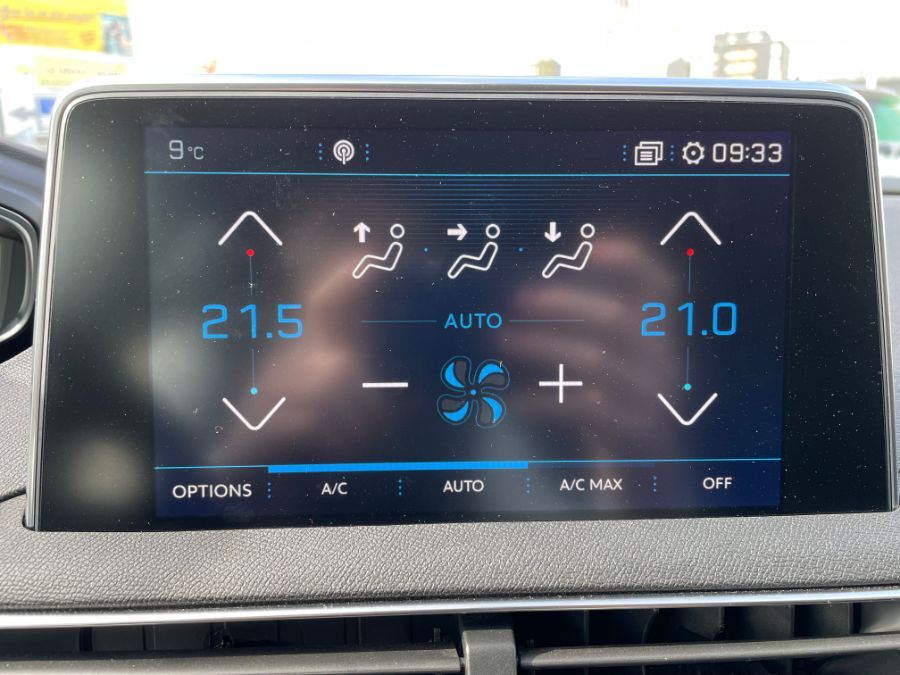 9°C 09:33
21.5 AUTO 21.0
OPTIONS A/C AUTO A/C MAX OFF